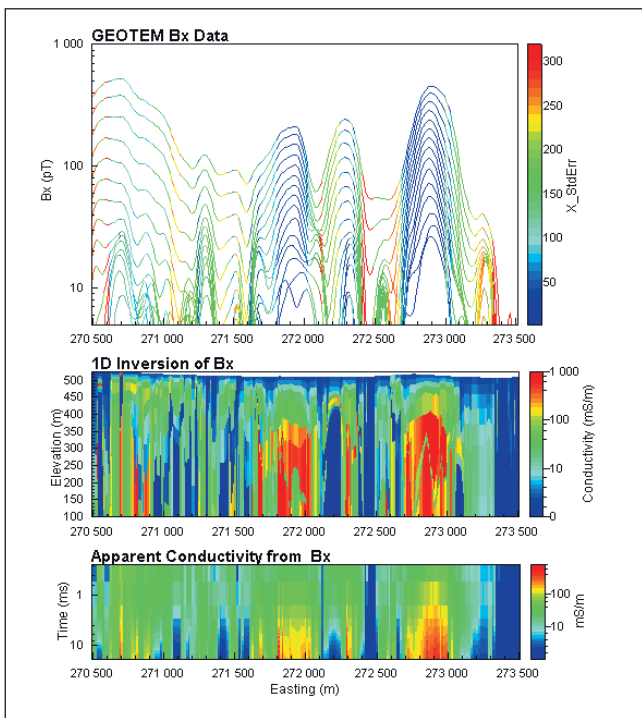 GEOTEM Bx Data
1 000
100
10
Bx (pT)
300
250
200
150
100
50
X_StdErr
270 500 271 000 271 500 272 000 272 500 273 000 273 500
1D Inversion of Bx
500
450
400
350
300
250
200
150
100
Elevation (m)
1 000
100
10
0
Conductivity (mS/m)
270 500 271 000 271 500 272 000 272 500 273 000 273 500
Apparent Conductivity from Bx
1
10
Time (ms)
100
10
mS/m
270 500 271 000 271 500 272 000 272 500 273 000 273 500
Easting (m)